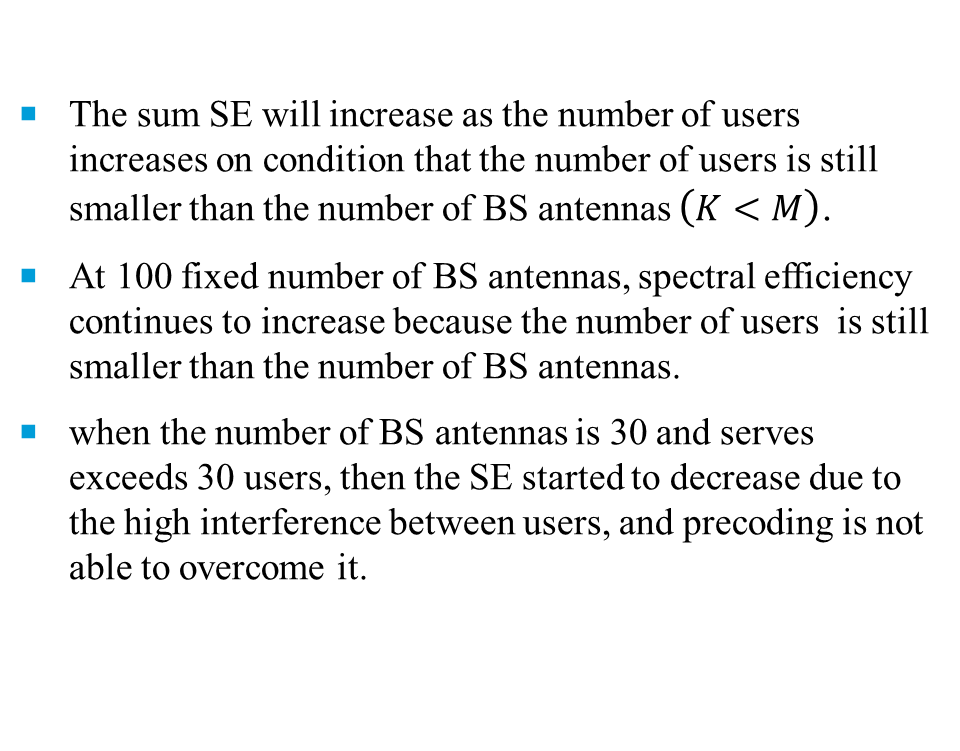 The sum SE will increase as the number of users
increases on condition that the number of users is still
smaller than the number of BS antennas (𝐾 < 𝑀).
At 100 fixed number of BS antennas, spectral efficiency
continues to increase because the number of users is still
smaller than the number of BS antennas.
when the number of BS antennas is 30 and serves
exceeds 30 users, then the SE started to decrease due to
the high interference between users, and precoding is not
able to overcome it.